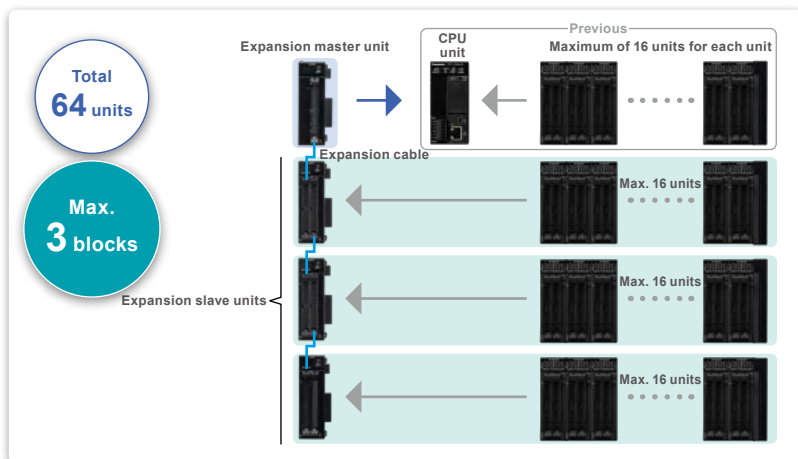 Total
64 units
Max.
3 blocks
Expansion master unit
CPU
unit
Previous
Maximum of 16 units for each unit
Expansion cable
Max. 16 units
Max. 16 units
Max. 16 units
Expansion slave units